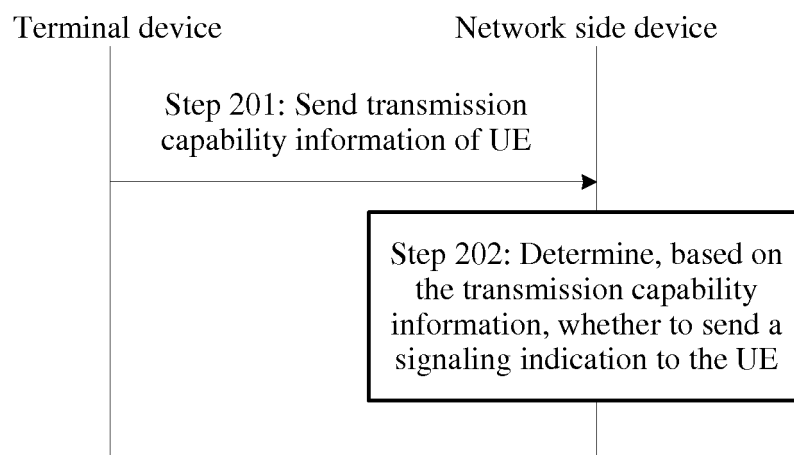 Terminal device
Network side device
Step 201: Send transmission
capability information of UE
Step 202: Determine, based on
the transmission capability
information, whether to send a
signaling indication to the UE